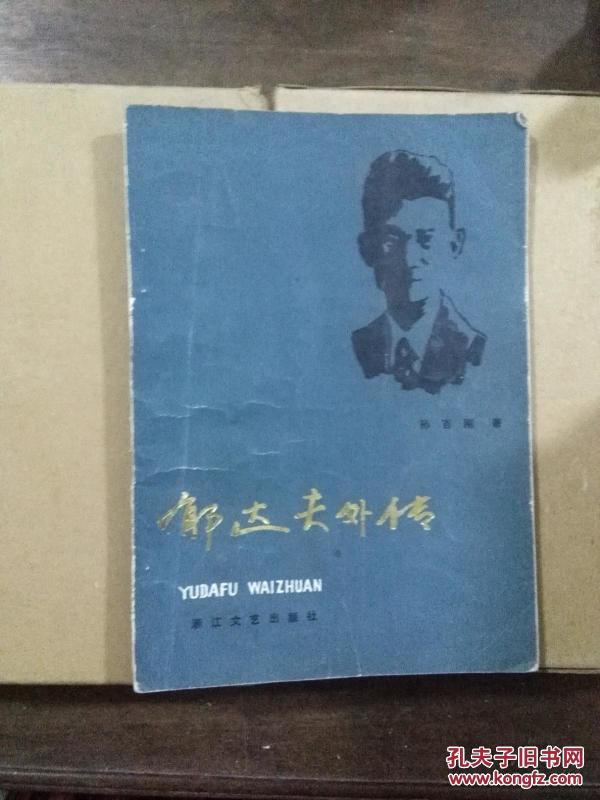 孙百刚 著
郁达夫外传
YUDAFU WAIZHUAN
浙江文艺出版社
孔夫子旧书网
www.kongfz.com